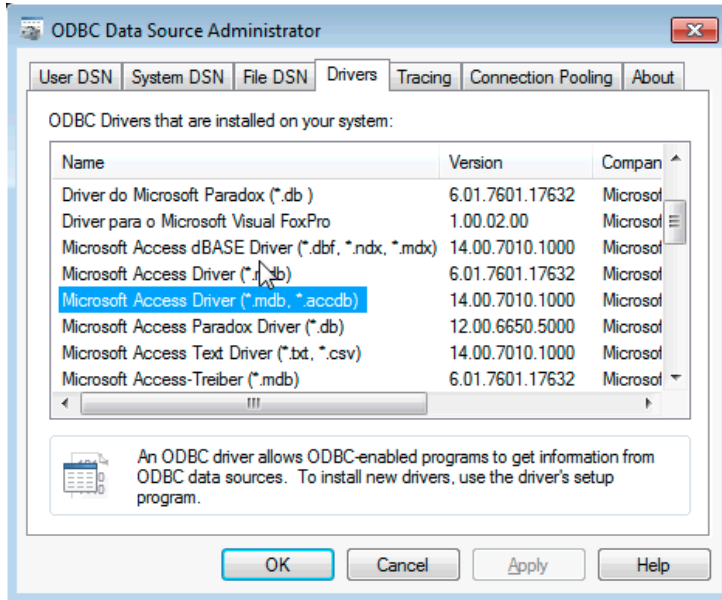 ODBC Data Source Administrator
User DSN System DSN File DSN Drivers Tracing Connection Pooling About
ODBC Drivers that are installed on your system:
Name Version Compan
Driver do Microsoft Paradox (*.db ) 6.01.7601.17632 Microsof
Driver para o Microsoft Visual FoxPro 1.00.02.00 Microsof
Microsoft Access dBASE Driver (*.dbf, *.ndx, *.mdx) 14.00.7010.1000 Microsof
Microsoft Access Driver (*.mdb) 6.01.7601.17632 Microsof
Microsoft Access Driver (*.mdb, *.accdb) 14.00.7010.1000 Microsof
Microsoft Access Paradox Driver (*.db) 12.00.6650.5000 Microsof
Microsoft Access Text Driver (*.txt, *.csv) 14.00.7010.1000 Microsof
Microsoft Access-Treiber (*.mdb) 6.01.7601.17632 Microsof
An ODBC driver allows ODBC-enabled programs to get information from
ODBC data sources. To install new drivers, use the driver's setup
program.
OK Cancel Apply Help